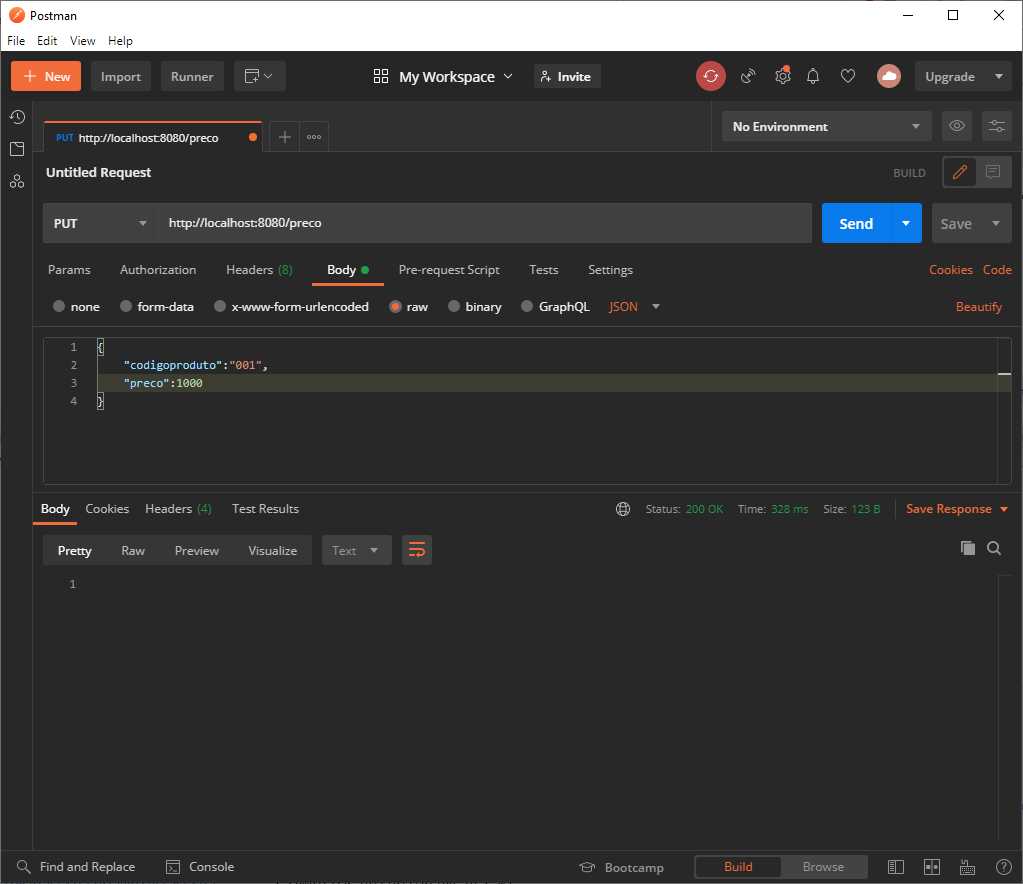 Postman
File Edit View Help
New Import Runner My Workspace Invite Upgrade
PUT http://localhost:8080/preco No Environment
Untitled Request BUILD
PUT http://localhost:8080/preco Send Save
Params Authorization Headers (8) Body Pre-request Script Tests Settings Cookies Code
none form-data x-www-form-urlencoded raw binary GraphQL JSON Beautify
1 {
2 "codigoproduto":"001",
3 "preco":1000
4 }
Body Cookies Headers (4) Test Results Status: 200 OK Time: 328 ms Size: 123 B Save Response
Pretty Raw Preview Visualize Text
1
Find and Replace Console Bootcamp Build Browse